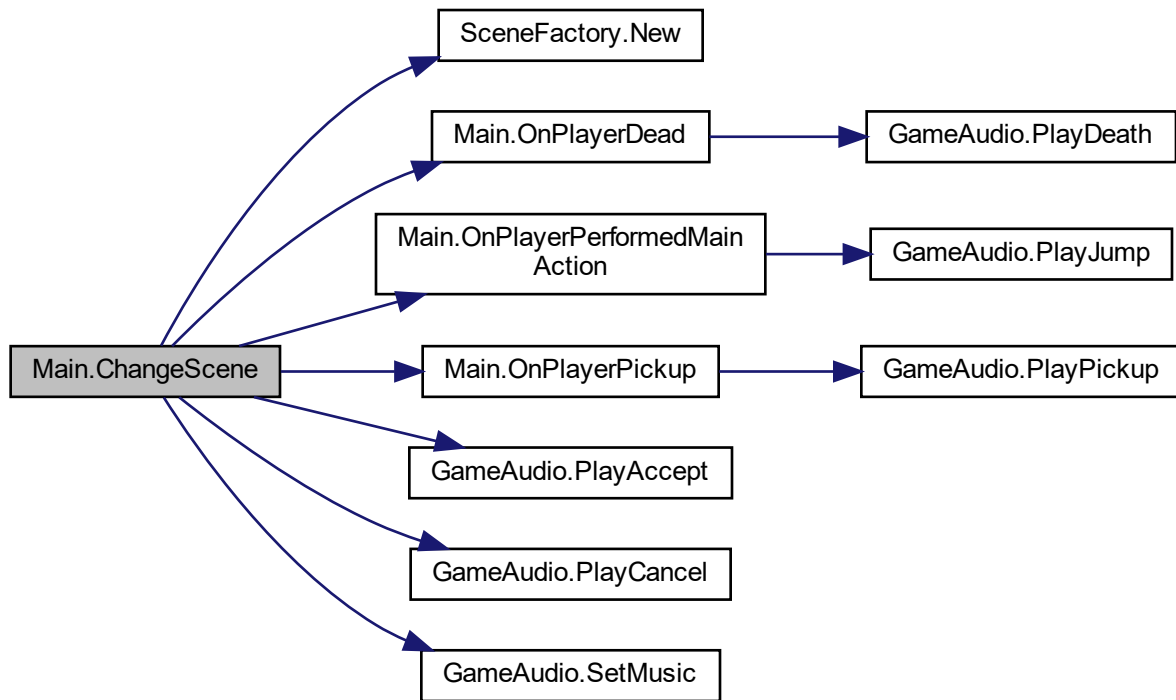 SceneFactory.New
Main.OnPlayerDead
GameAudio.PlayDeath
Main.OnPlayerPerformedMain
Action
GameAudio.PlayJump
Main.ChangeScene
Main.OnPlayerPickup
GameAudio.PlayPickup
GameAudio.PlayAccept
GameAudio.PlayCancel
GameAudio.SetMusic